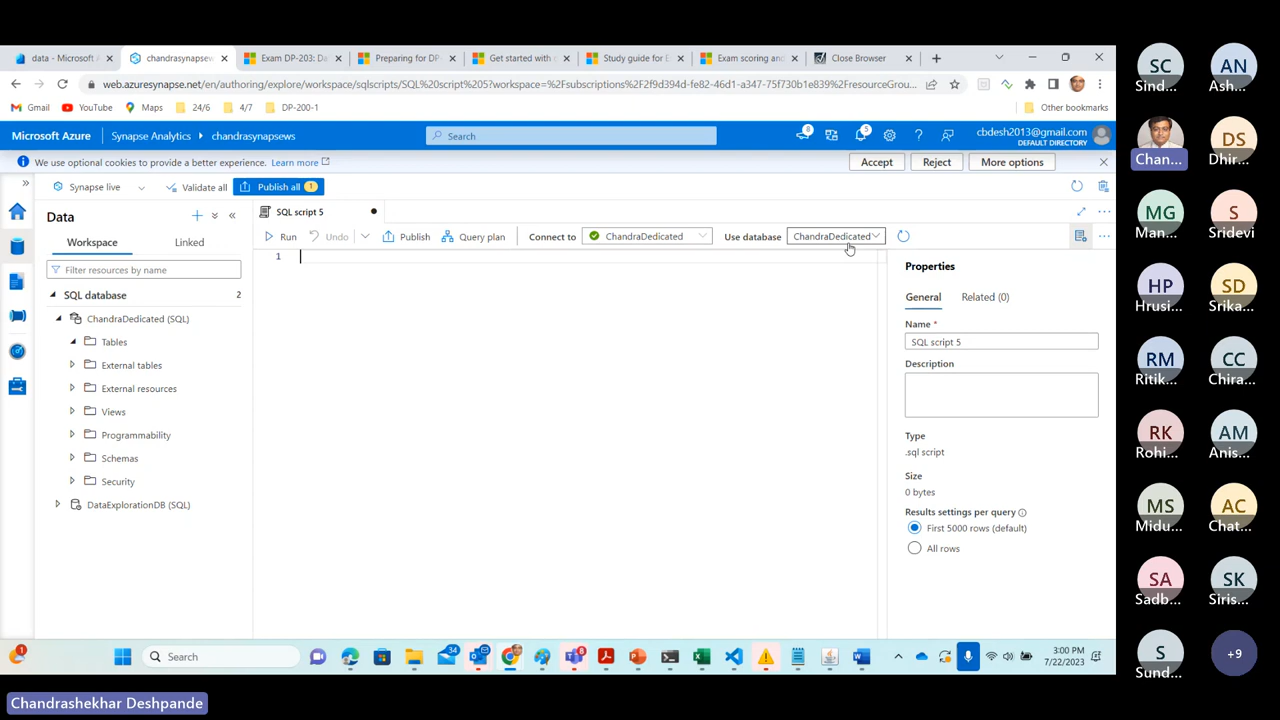 data - Microsoft A
chandrasynapsews
Exam DP-203: Da
Preparing for DP-
Get started with
Study guide for E
Exam scoring and
Close Browser
web.azuresynapse.net/en/authoring/explore/workspace/sqlscripts/SQL%20script%205?workspace=%2Fsubscriptions%2F9d394d-fe82-46d1-a347-75f730b1e839%2FresourceGrou...
Gmail
YouTube
Maps
24/6
4/7
DP-200-1
Other bookmarks
Microsoft Azure
Synapse Analytics
chandrasynapsews
Search
8
5
cbdesh2013@gmail.com
DEFAULT DIRECTORY
We use optional cookies to provide a better experience. Learn more
Accept
Reject
More options
Synapse live
Validate all
Publish all 1
Data
Workspace
Linked
Filter resources by name
SQL database 2
ChandraDedicated (SQL)
Tables
External tables
External resources
Views
Programmability
Schemas
Security
DataExplorationDB (SQL)
SQL script 5
Run
Undo
Publish
Query plan
Connect to
ChandraDedicated
Use database
ChandraDedicated
1
Properties
General
Related (0)
Name *
SQL script 5
Description
Type
.sql script
Size
0 bytes
Results settings per query
First 5000 rows (default)
All rows
SC
Sind...
AN
Ash...
Chan...
DS
Dhir...
MG
Man...
S
Sridevi
HP
Hrusi...
SD
Srika...
RM
Ritik...
CC
Chira...
RK
Rohi...
AM
Anis...
MS
Midu...
AC
Chat...
SA
Sadb...
SK
Siris...
S
Sund...
+9
1
Search
34
8
3:00 PM
7/22/2023
Chandrashekhar Deshpande